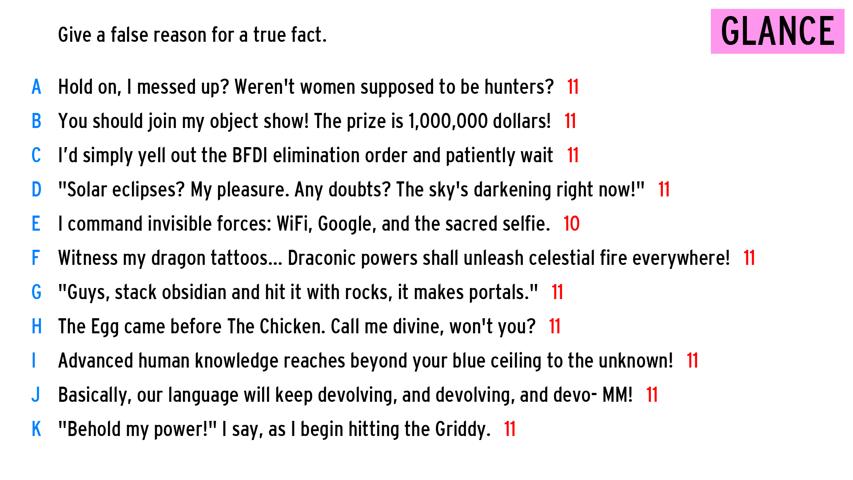 Give a false reason for a true fact.
GLANCE
A Hold on, I messed up? Weren't women supposed to be hunters? 11
B You should join my object show! The prize is 1,000,000 dollars! 11
C I'd simply yell out the BFDI elimination order and patiently wait 11
D "Solar eclipses? My pleasure. Any doubts? The sky's darkening right now!" 11
E I command invisible forces: WiFi, Google, and the sacred selfie. 10
F Witness my dragon tattoos... Draconic powers shall unleash celestial fire everywhere! 11
G "Guys, stack obsidian and hit it with rocks, it makes portals." 11
H The Egg came before The Chicken. Call me divine, won't you? 11
I Advanced human knowledge reaches beyond your blue ceiling to the unknown! 11
J Basically, our language will keep devolving, and devolving, and devo- MM! 11
K "Behold my power!" I say, as I begin hitting the Griddy. 11